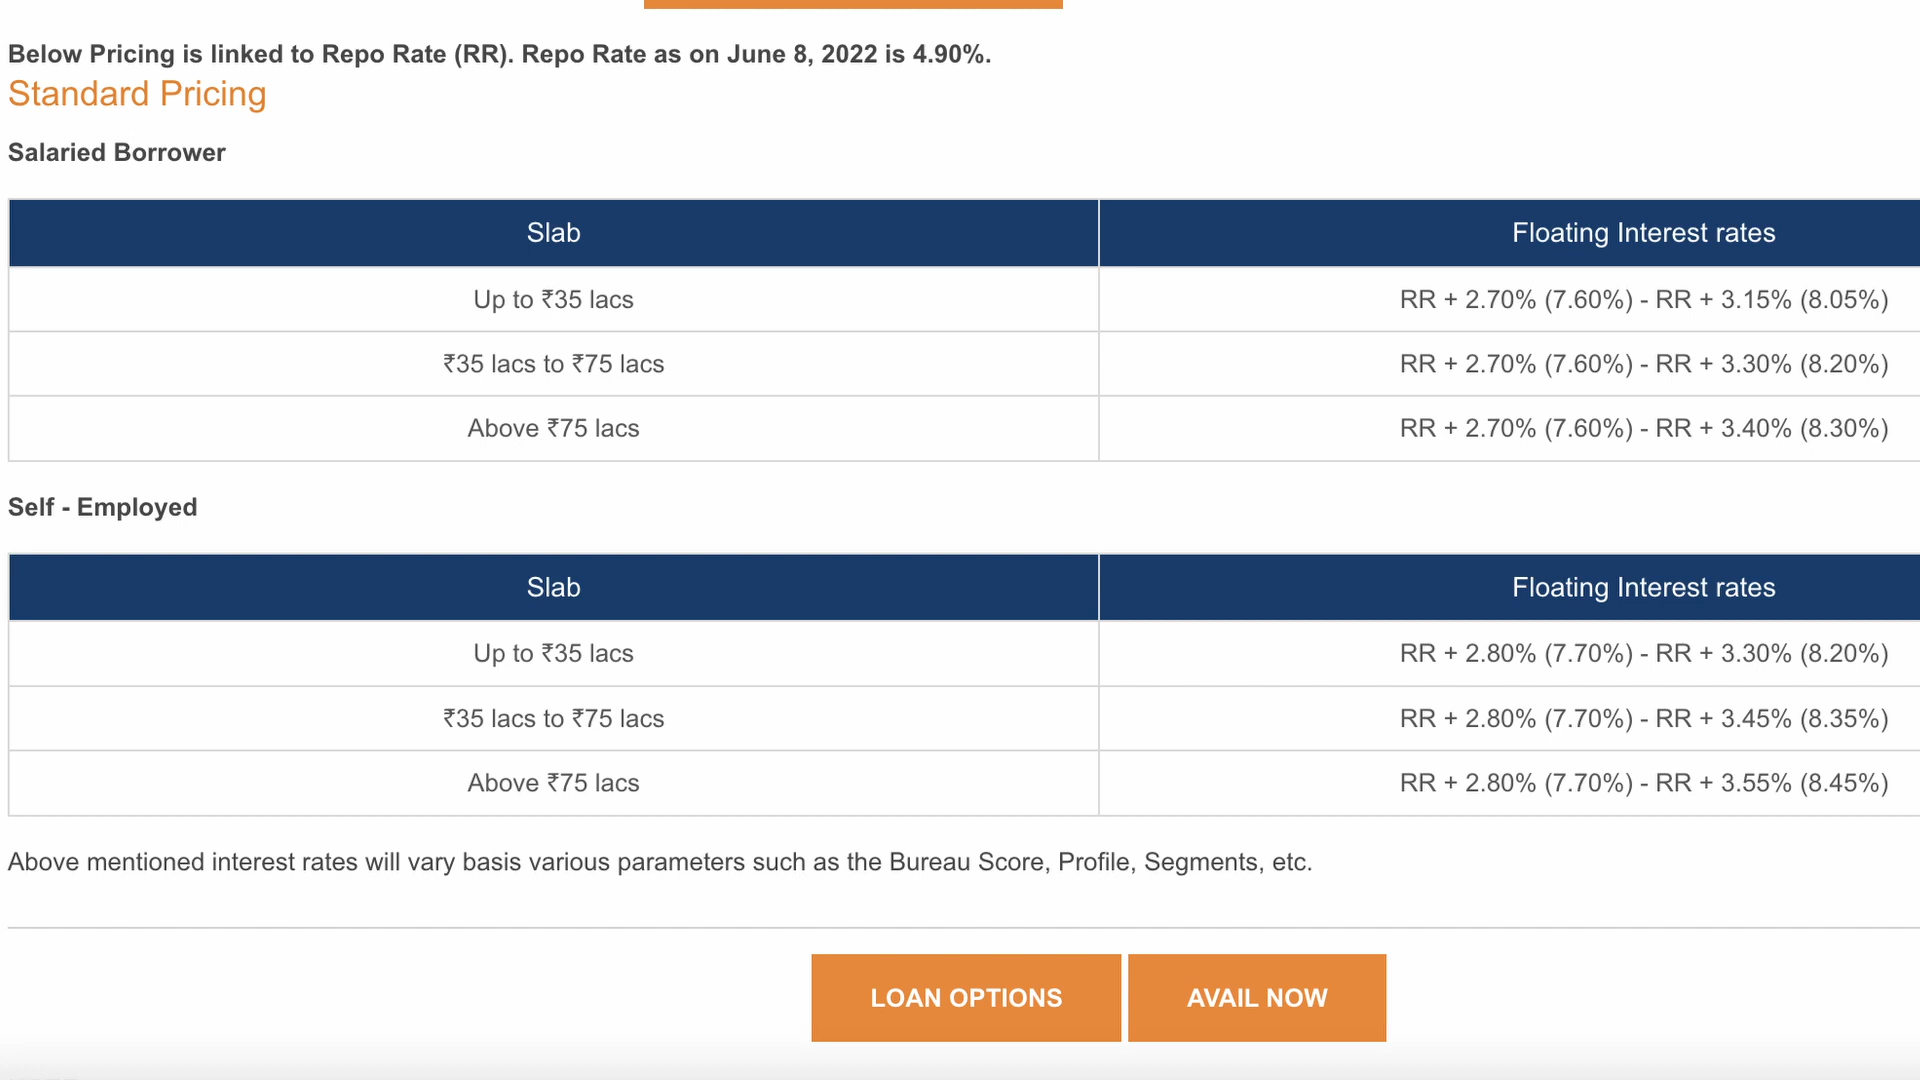 Below Pricing is linked to Repo Rate (RR). Repo Rate as on June 8, 2022 is 4.90%.
Standard Pricing
Salaried Borrower
Slab
Floating Interest rates
Up to ₹35 lacs
RR + 2.70% (7.60%) - RR + 3.15% (8.05%)
₹35 lacs to ₹75 lacs
RR + 2.70% (7.60%) - RR + 3.30% (8.20%)
Above ₹75 lacs
RR + 2.70% (7.60%) - RR + 3.40% (8.30%)
Self - Employed
Slab
Floating Interest rates
Up to ₹35 lacs
RR + 2.80% (7.70%) - RR + 3.30% (8.20%)
₹35 lacs to ₹75 lacs
RR + 2.80% (7.70%) - RR + 3.45% (8.35%)
Above ₹75 lacs
RR + 2.80% (7.70%) - RR + 3.55% (8.45%)
Above mentioned interest rates will vary basis various parameters such as the Bureau Score, Profile, Segments, etc.
LOAN OPTIONS
AVAIL NOW